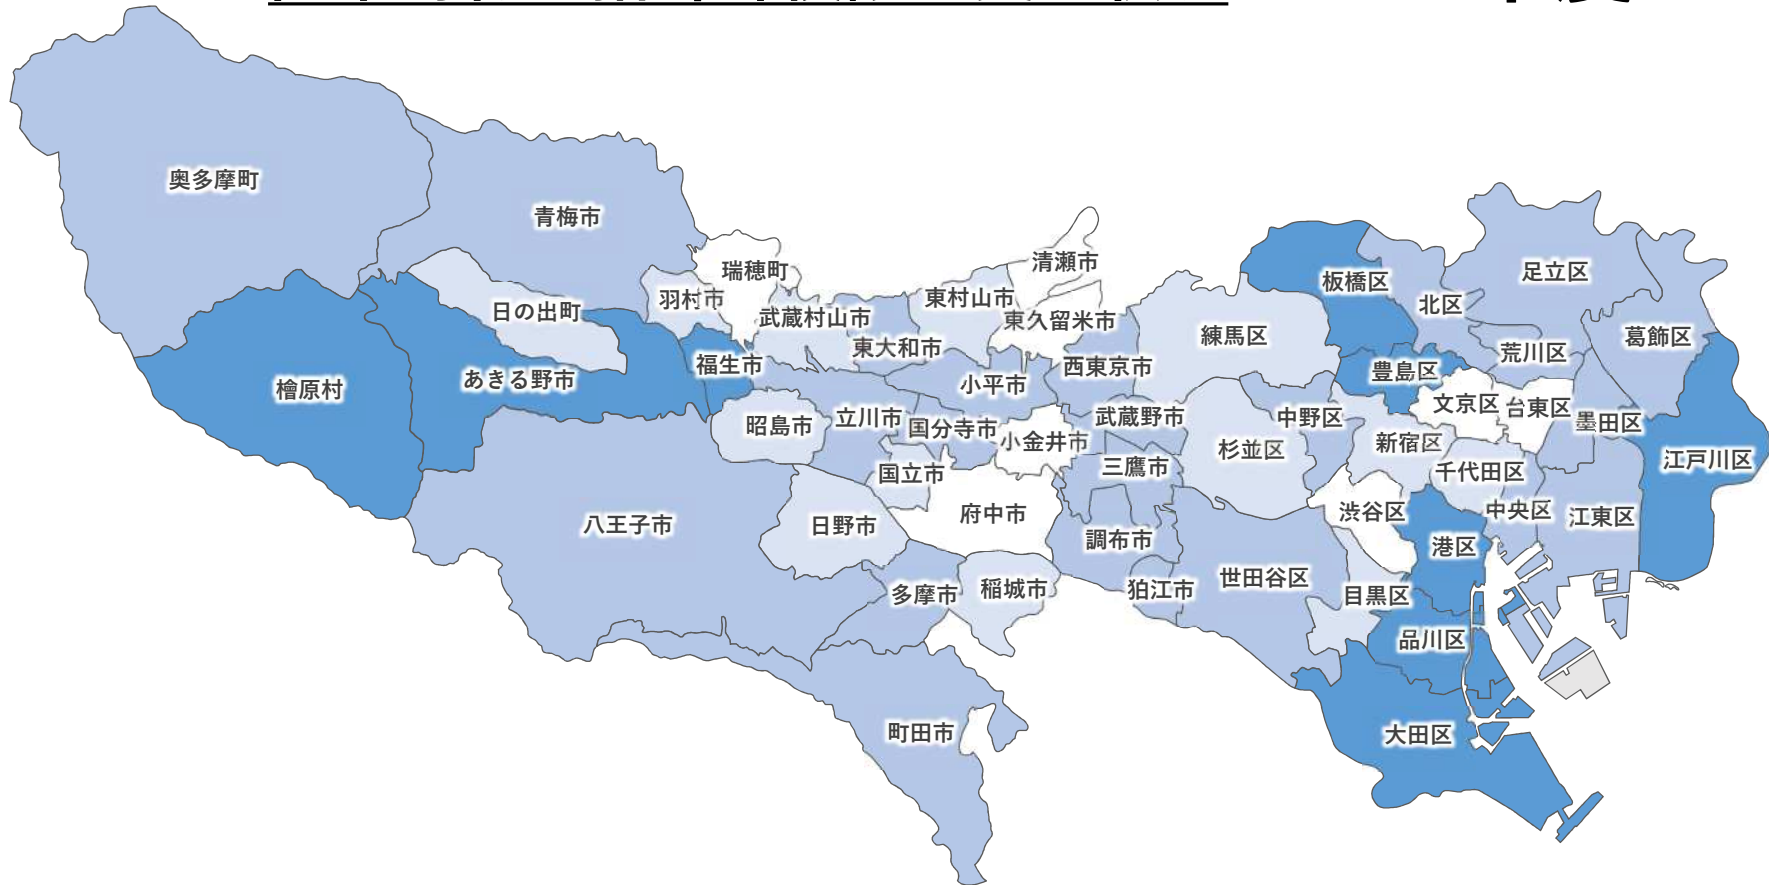 奥多摩町
青梅市
瑞穂町
清瀬市
羽村市
日の出町
武蔵村山市
東村山市
東久留米市
東大和市
檜原村
あきる野市
福生市
小平市
西東京市
練馬区
板橋区
北区
足立区
葛飾区
荒川区
豊島区
昭島市
立川市
国分寺市
小金井市
武蔵野市
中野区
杉並区
新宿区
文京区
台東区
墨田区
江戸川区
国立市
三鷹市
千代田区
八王子市
日野市
府中市
調布市
渋谷区
中央区
江東区
港区
多摩市
稲城市
狛江市
世田谷区
目黒区
品川区
町田市
大田区